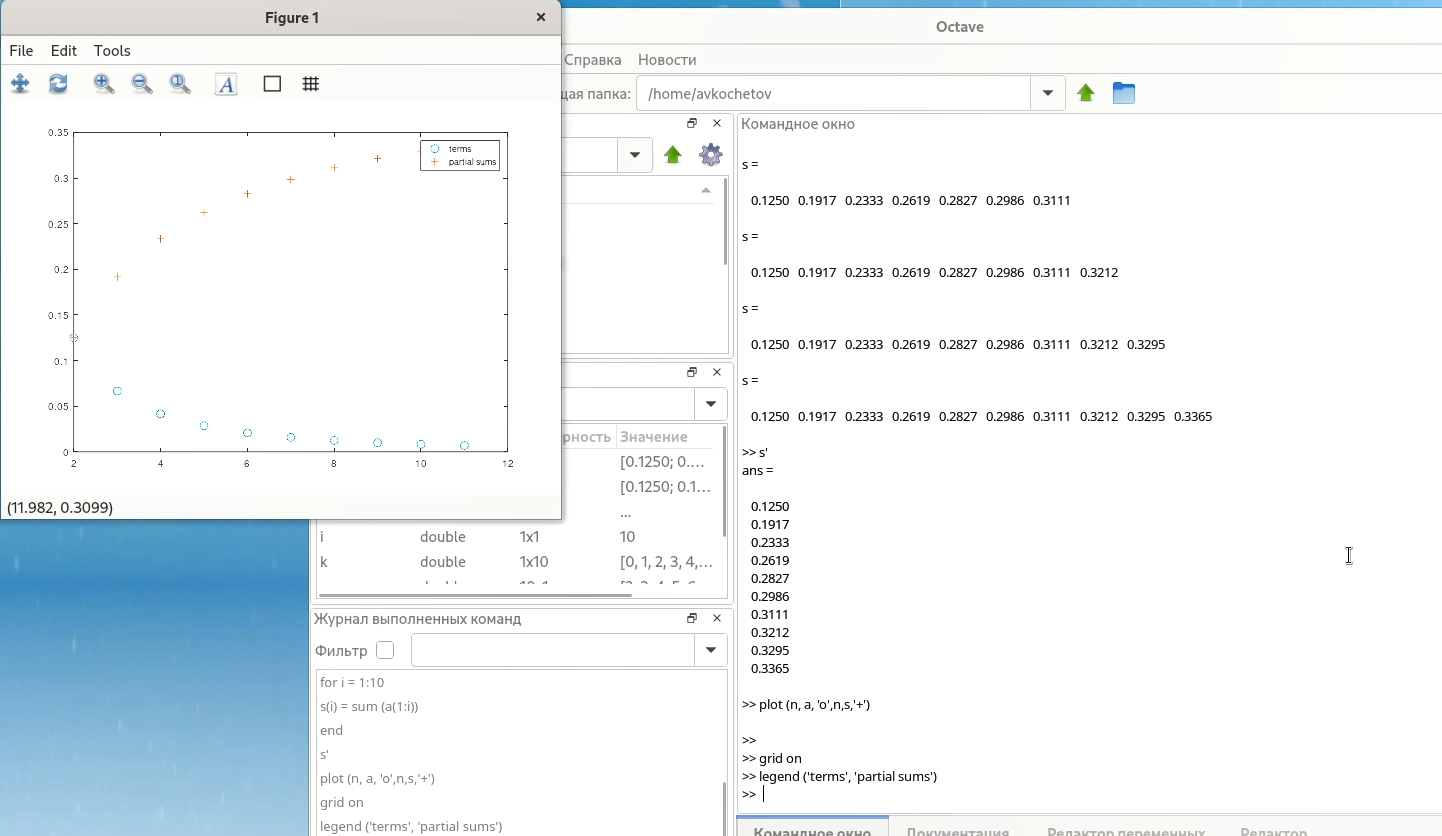 Figure 1
File Edit Tools
A
0.35
0.3
0.25
0.2
0.15
0.1
0.05
0
2 4 6 8 10 12
terms
partial sums
(11.982, 0.3099)
Octave
Справка Новости
щая папка: /home/avkochetov
рность Значение
[0.1250; 0....
[0.1250; 0.1...
...
i double 1x1 10
k double 1x10 [0, 1, 2, 3, 4,...
Журнал выполненных команд
Фильтр
for i = 1:10
s(i) = sum (a(1:i))
end
s'
plot (n, a, 'o',n,s,'+')
grid on
legend ('terms', 'partial sums')
Командное окно
s =
0.1250 0.1917 0.2333 0.2619 0.2827 0.2986 0.3111
s =
0.1250 0.1917 0.2333 0.2619 0.2827 0.2986 0.3111 0.3212
s =
0.1250 0.1917 0.2333 0.2619 0.2827 0.2986 0.3111 0.3212 0.3295
s =
0.1250 0.1917 0.2333 0.2619 0.2827 0.2986 0.3111 0.3212 0.3295 0.3365
>> s'
ans =
0.1250
0.1917
0.2333
0.2619
0.2827
0.2986
0.3111
0.3212
0.3295
0.3365
>> plot (n, a, 'o',n,s,'+')
>>
>> grid on
>> legend ('terms', 'partial sums')
>>
Командное окно Документация Редактор переменных Редактор